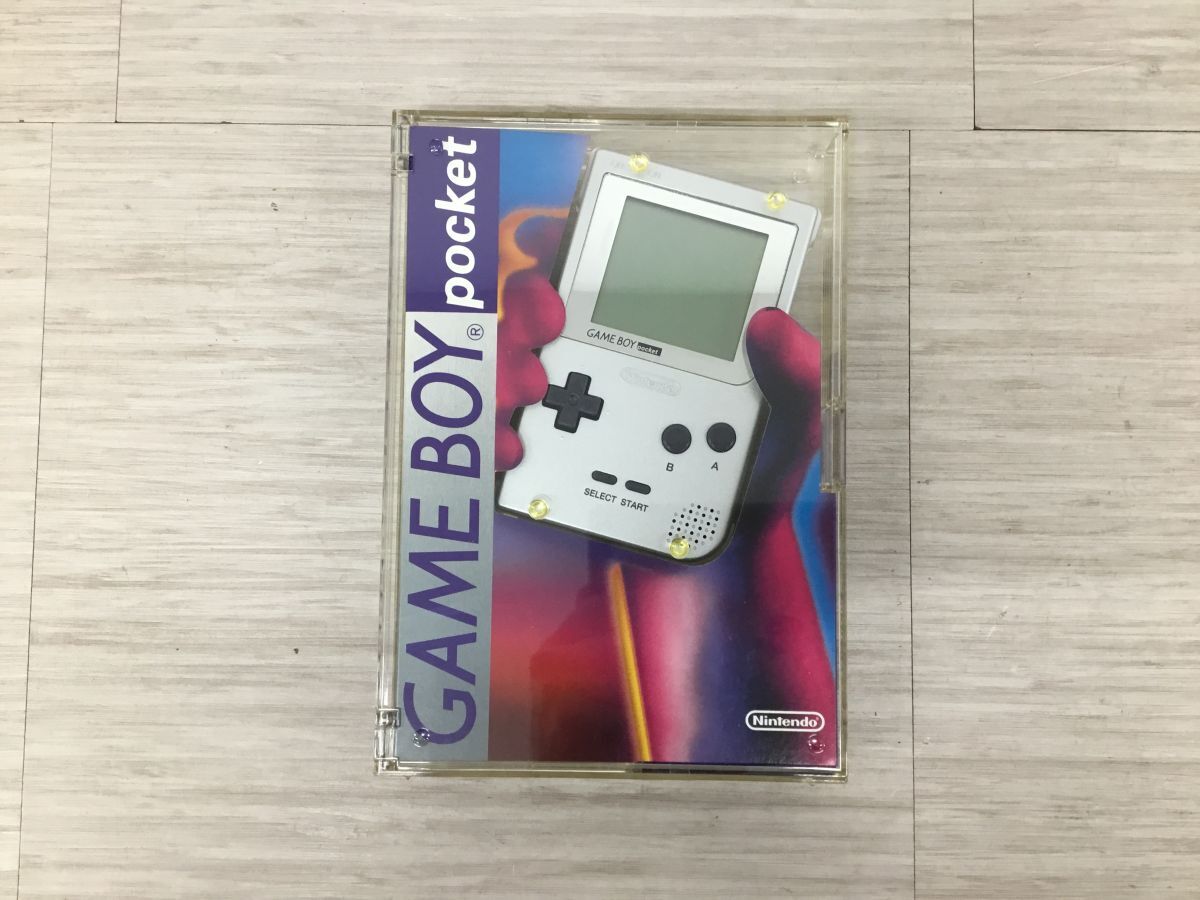 GAME BOY® pocket
GAME BOY pocket
Nintendo
B A
SELECT START
Nintendo